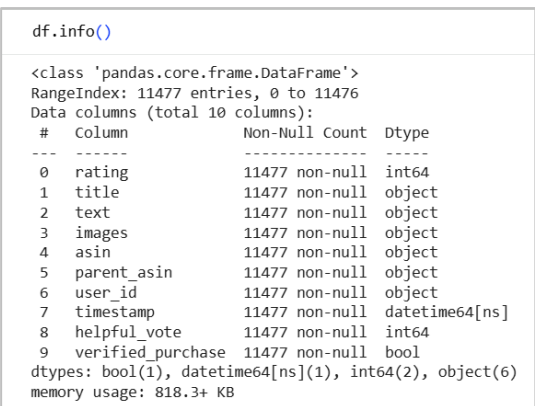 df.info()
<class 'pandas.core.frame.DataFrame'>
RangeIndex: 11477 entries, 0 to 11476
Data columns (total 10 columns):
 #   Column             Non-Null Count  Dtype
---  ------             --------------  -----
 0   rating             11477 non-null  int64
 1   title              11477 non-null  object
 2   text               11477 non-null  object
 3   images             11477 non-null  object
 4   asin               11477 non-null  object
 5   parent_asin        11477 non-null  object
 6   user_id            11477 non-null  object
 7   timestamp          11477 non-null  datetime64[ns]
 8   helpful_vote       11477 non-null  int64
 9   verified_purchase  11477 non-null  bool
dtypes: bool(1), datetime64[ns](1), int64(2), object(6)
memory usage: 818.3+ KB